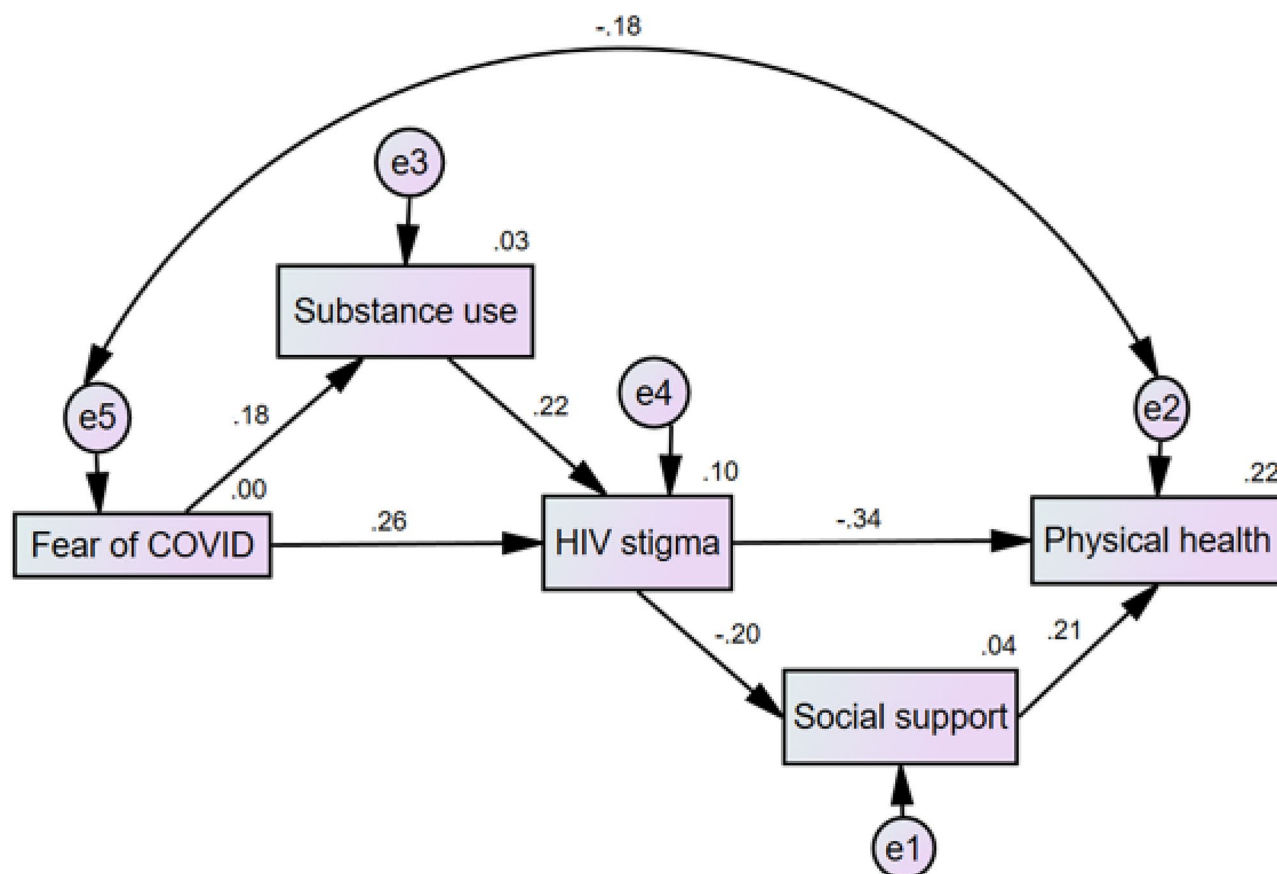 -.18
e3
.03
Substance use
e4
e5
e2
.18
.22
.10
.22
.00
.26
-.34
Fear of COVID
HIV stigma
Physical health
-.20
.04
.21
Social support
e1